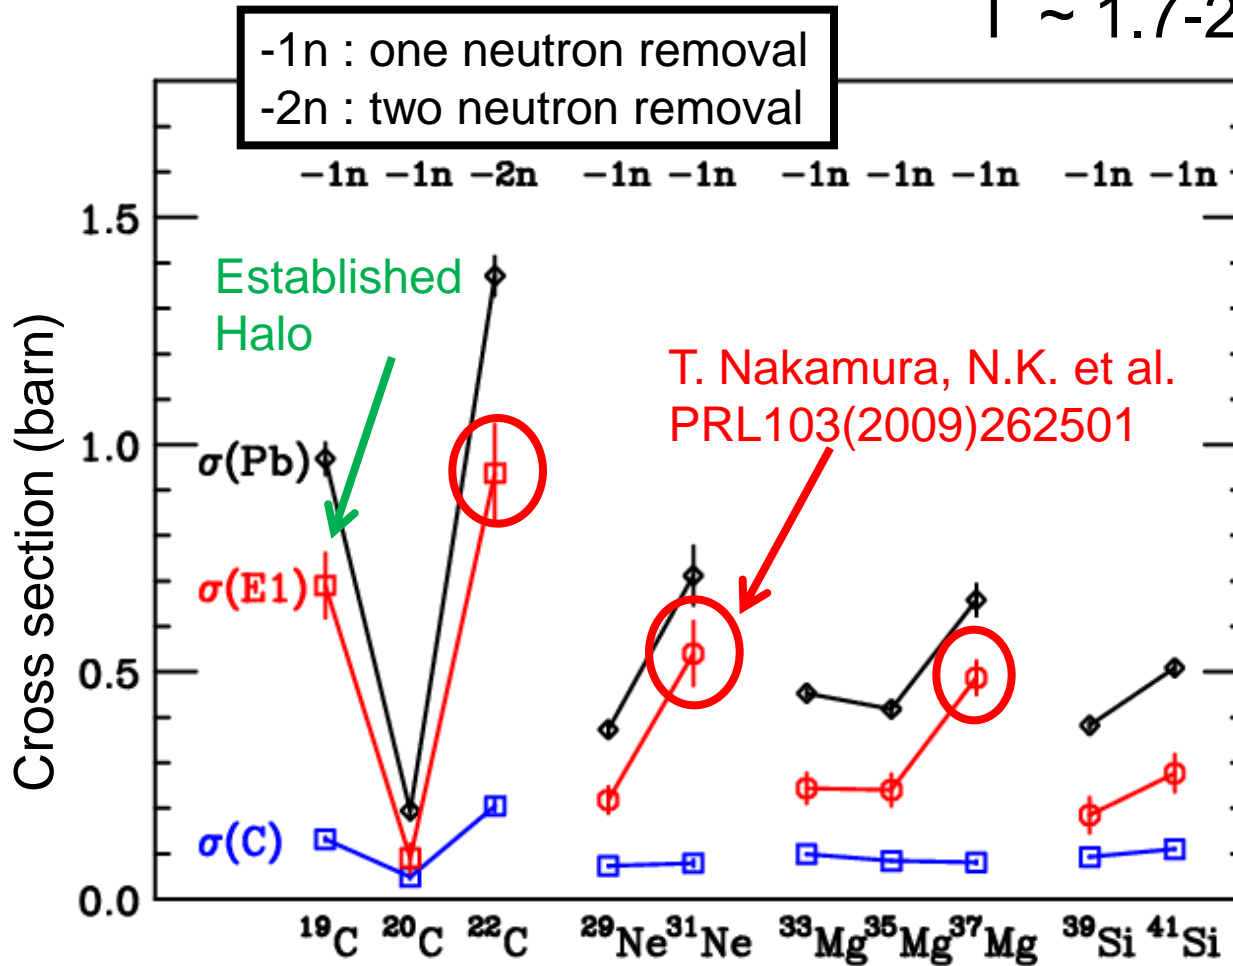 -1n : one neutron removal
-2n : two neutron removal
~ 1.7-2
−1n −1n −2n −1n −1n −1n −1n −1n −1n −1n
1.5
1.0
0.5
0.0
Cross section (barn)
Established
Halo
T. Nakamura, N.K. et al.
PRL103(2009)262501
σ(Pb)
σ(E1)
σ(C)
¹⁹C ²⁰C ²²C ²⁹Ne ³¹Ne ³³Mg ³⁵Mg ³⁷Mg ³⁹Si ⁴¹Si